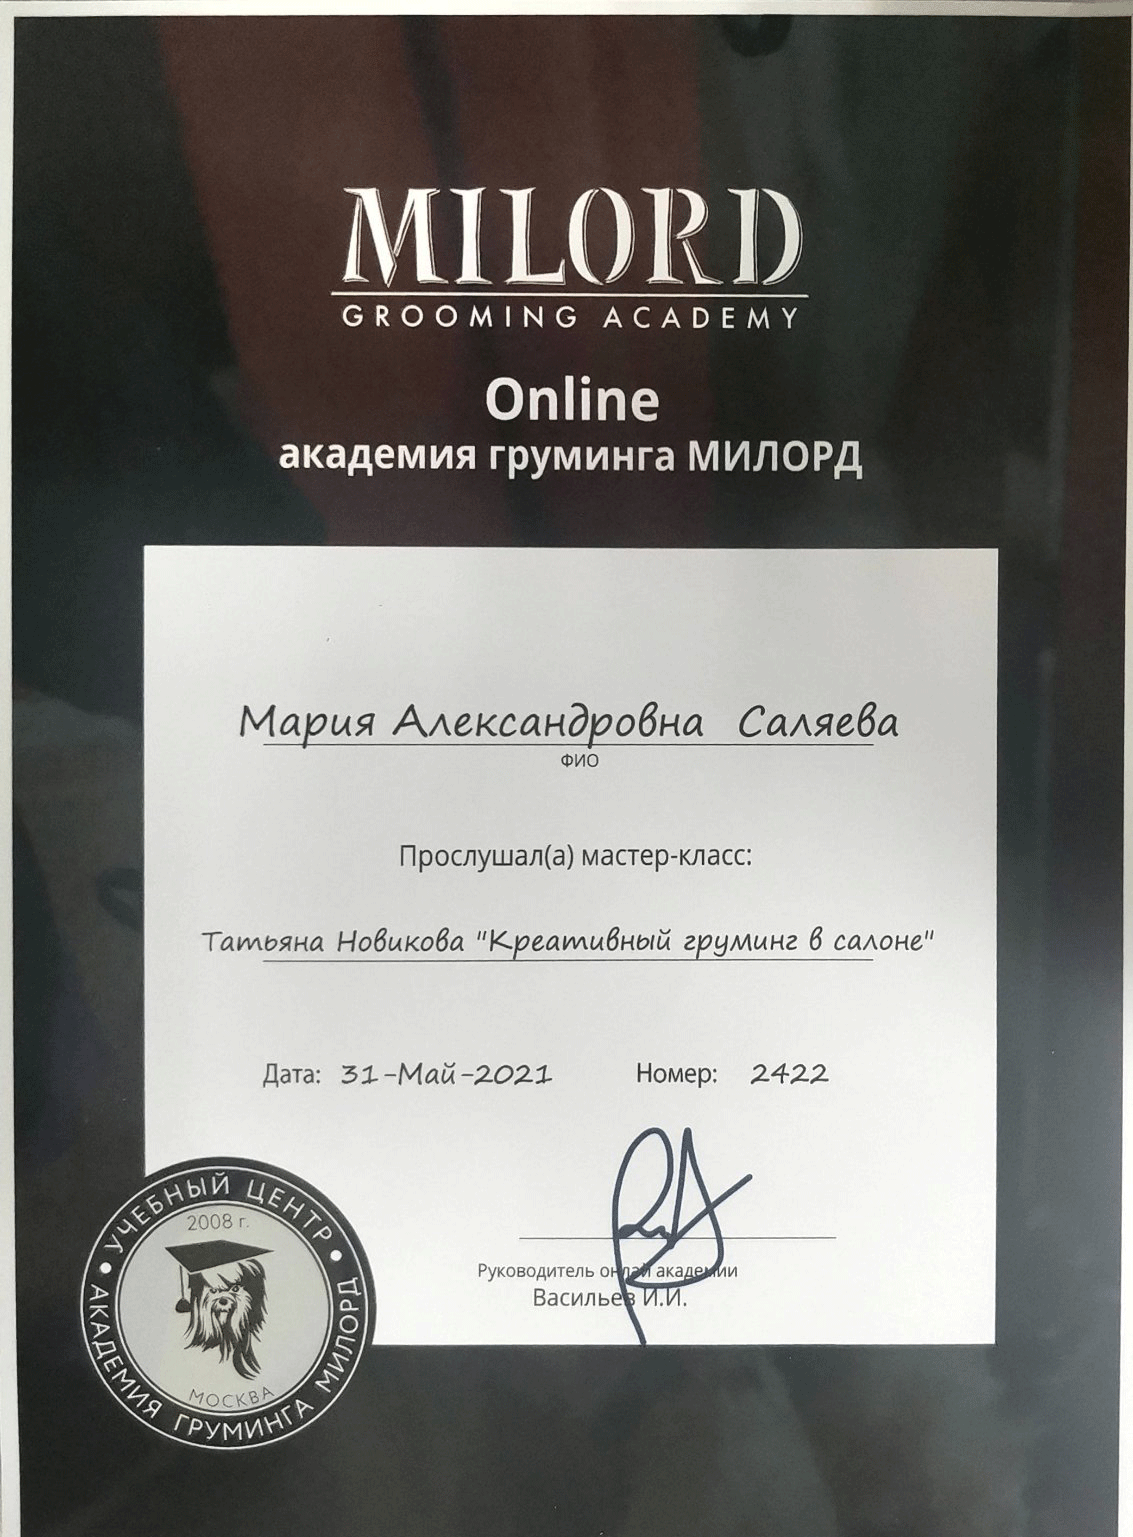 MILORD
GROOMING ACADEMY
Online
академия груминга МИЛОРД
Мария Александровна Саляева
ФИО
Прослушал(а) мастер-класс:
Татьяна Новикова "Креативный груминг в салоне"
Дата: 31-Май-2021 Номер: 2422
Руководитель онлай академии
Васильев И.И.
УЧЕБНЫЙ ЦЕНТР
2008 г.
МОСКВА
АКАДЕМИЯ ГРУМИНГА МИЛОРД